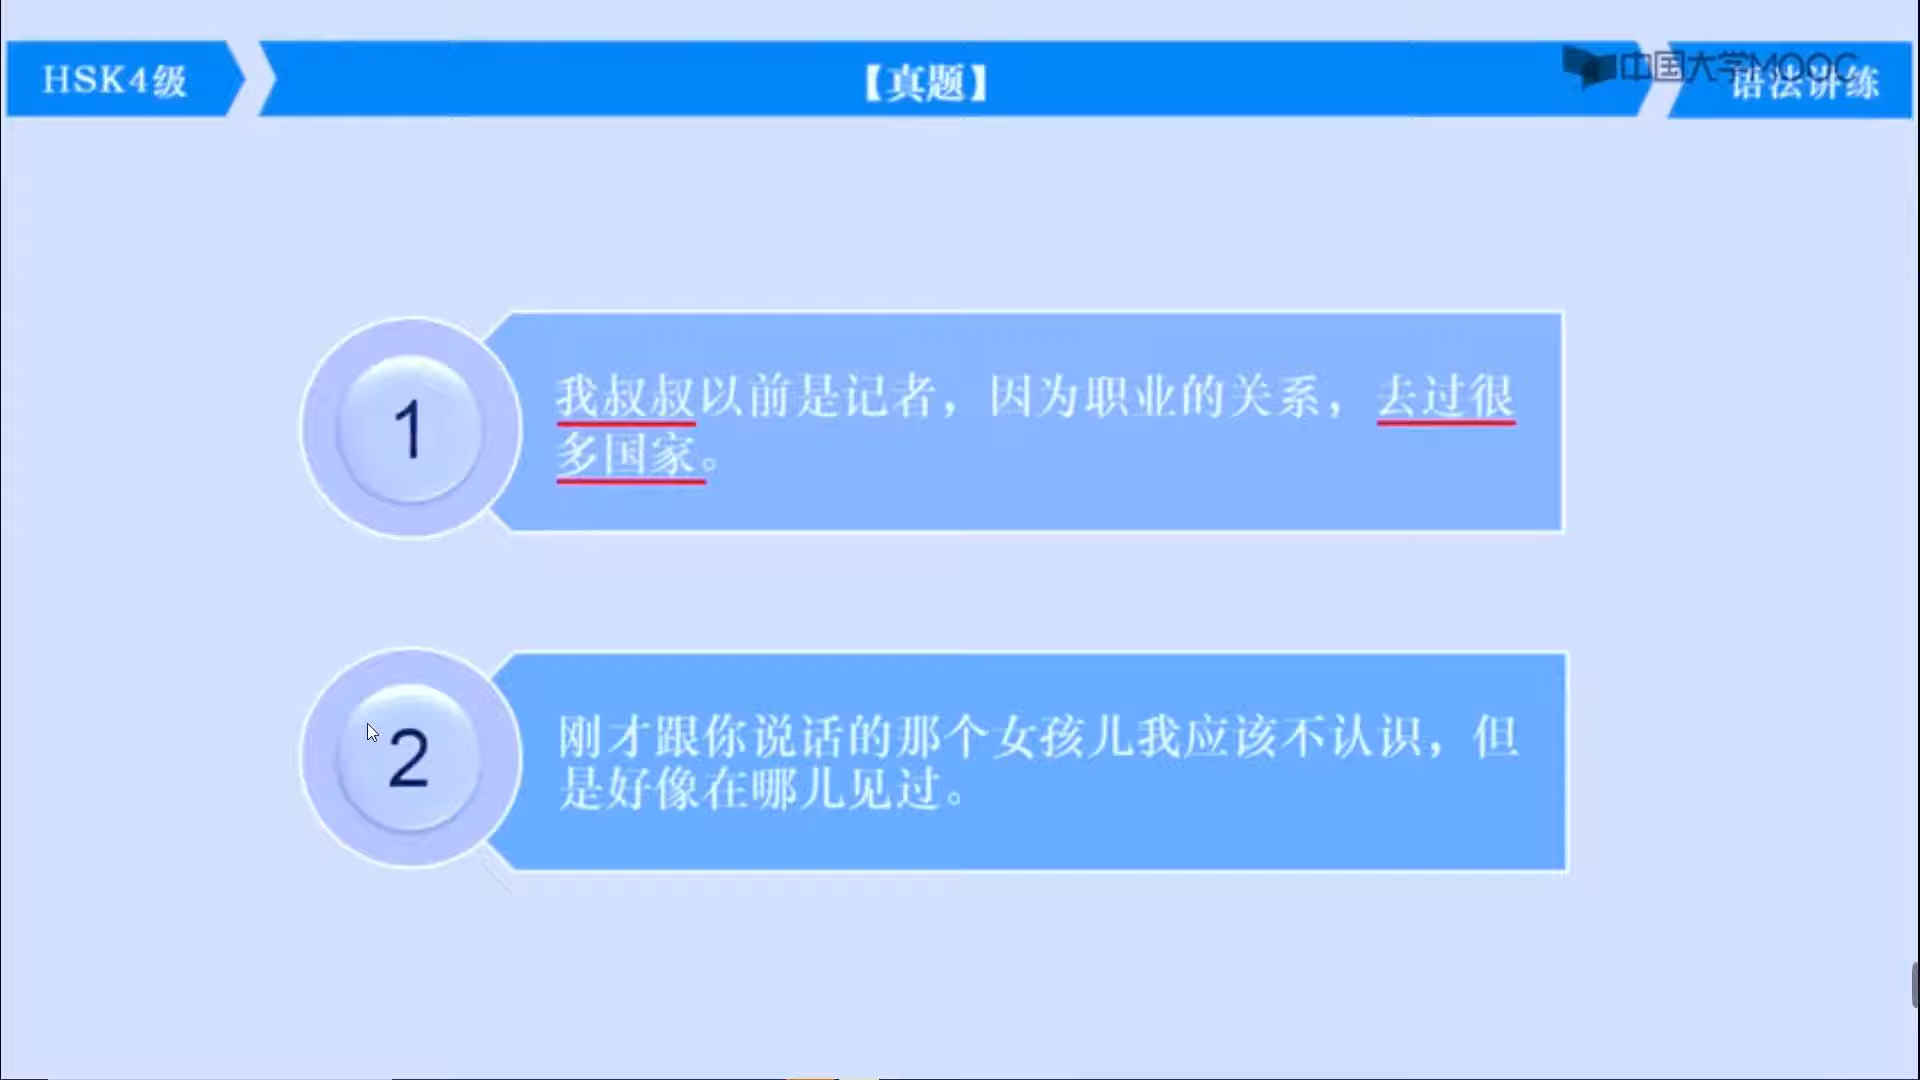 HSK4级
【真题】
中国大学MOOC
语法讲练
1
我叔叔以前是记者，因为职业的关系，去过很
多国家。
2
刚才跟你说话的那个女孩儿我应该不认识，但
是好像在哪儿见过。